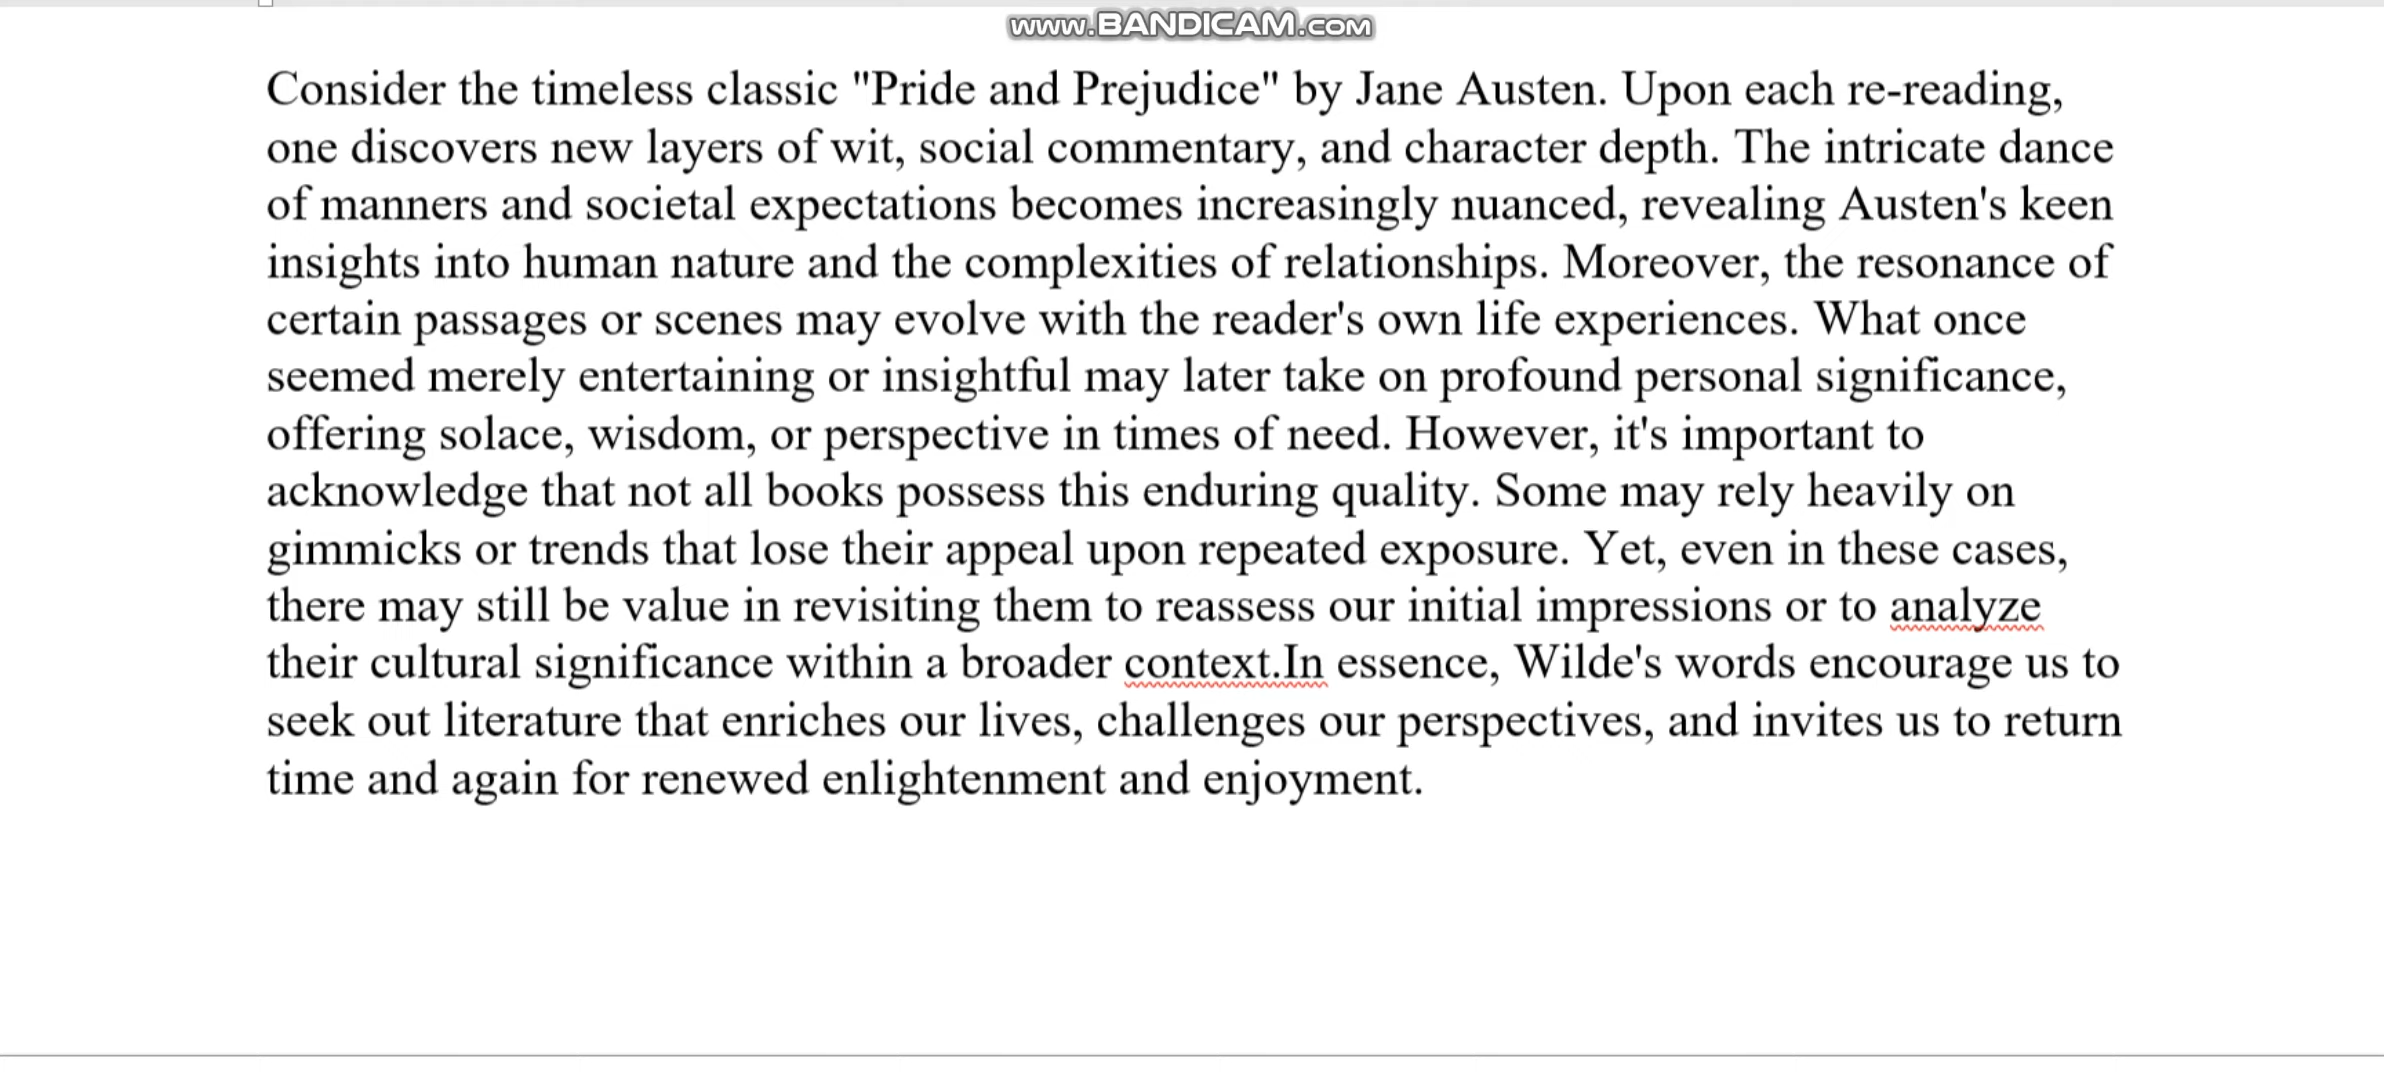 www.BANDICAM.com
Consider the timeless classic "Pride and Prejudice" by Jane Austen. Upon each re-reading,
one discovers new layers of wit, social commentary, and character depth. The intricate dance
of manners and societal expectations becomes increasingly nuanced, revealing Austen's keen
insights into human nature and the complexities of relationships. Moreover, the resonance of
certain passages or scenes may evolve with the reader's own life experiences. What once
seemed merely entertaining or insightful may later take on profound personal significance,
offering solace, wisdom, or perspective in times of need. However, it's important to
acknowledge that not all books possess this enduring quality. Some may rely heavily on
gimmicks or trends that lose their appeal upon repeated exposure. Yet, even in these cases,
there may still be value in revisiting them to reassess our initial impressions or to analyze
their cultural significance within a broader context.In essence, Wilde's words encourage us to
seek out literature that enriches our lives, challenges our perspectives, and invites us to return
time and again for renewed enlightenment and enjoyment.